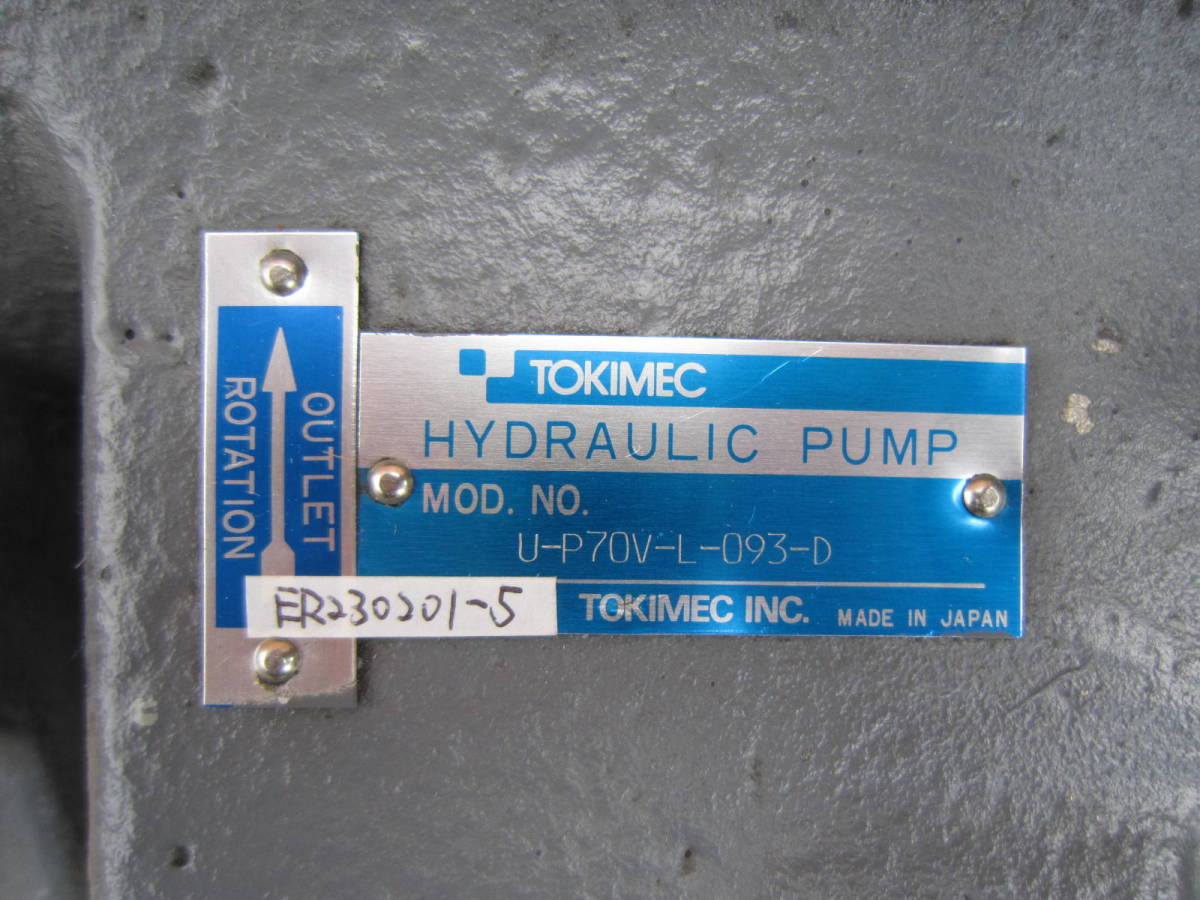 OUTLET
ROTATION
TOKIMEC
HYDRAULIC PUMP
MOD. NO.
U-P70V-L-093-D
ER230201-5
TOKIMEC INC. MADE IN JAPAN